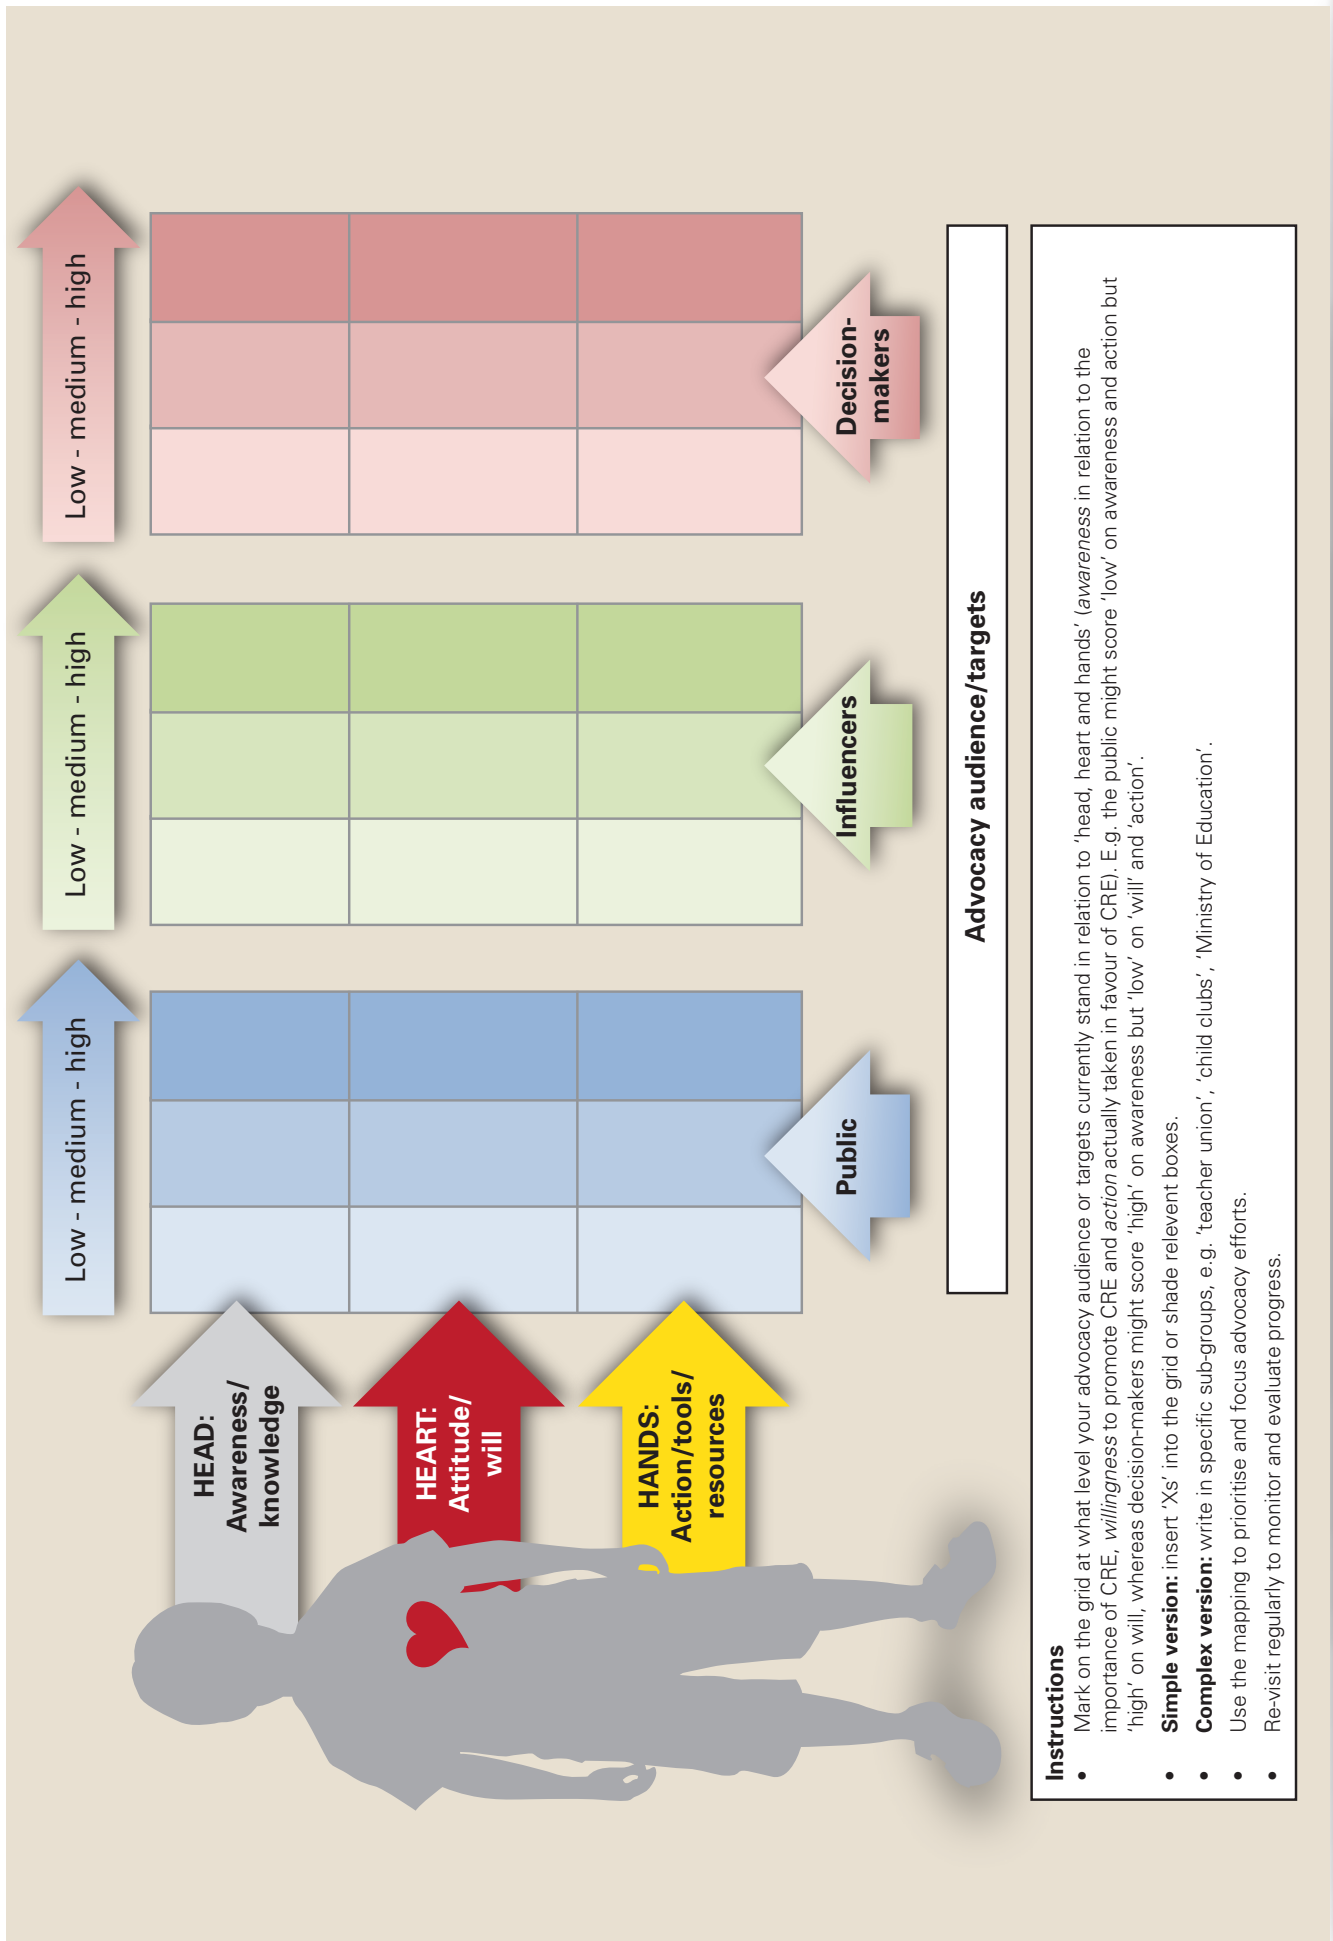 Low - medium - high
Low - medium - high
Low - medium - high
HEAD:
Awareness/
knowledge
HEART:
Attitude/
will
HANDS:
Action/tools/
resources
Public
Influencers
Decision-
makers
Advocacy audience/targets
Instructions
• Mark on the grid at what level your advocacy audience or targets currently stand in relation to ‘head, heart and hands’ (awareness in relation to the
importance of CRE, willingness to promote CRE and action actually taken in favour of CRE). E.g. the public might score ‘low’ on awareness and action but
‘high’ on will, whereas decision-makers might score ‘high’ on awareness but ‘low’ on ‘will’ and ‘action’.
• Simple version: insert ‘Xs’ into the grid or shade relevent boxes.
• Complex version: write in specific sub-groups, e.g. ‘teacher union’, ‘child clubs’, ‘Ministry of Education’.
• Use the mapping to prioritise and focus advocacy efforts.
• Re-visit regularly to monitor and evaluate progress.